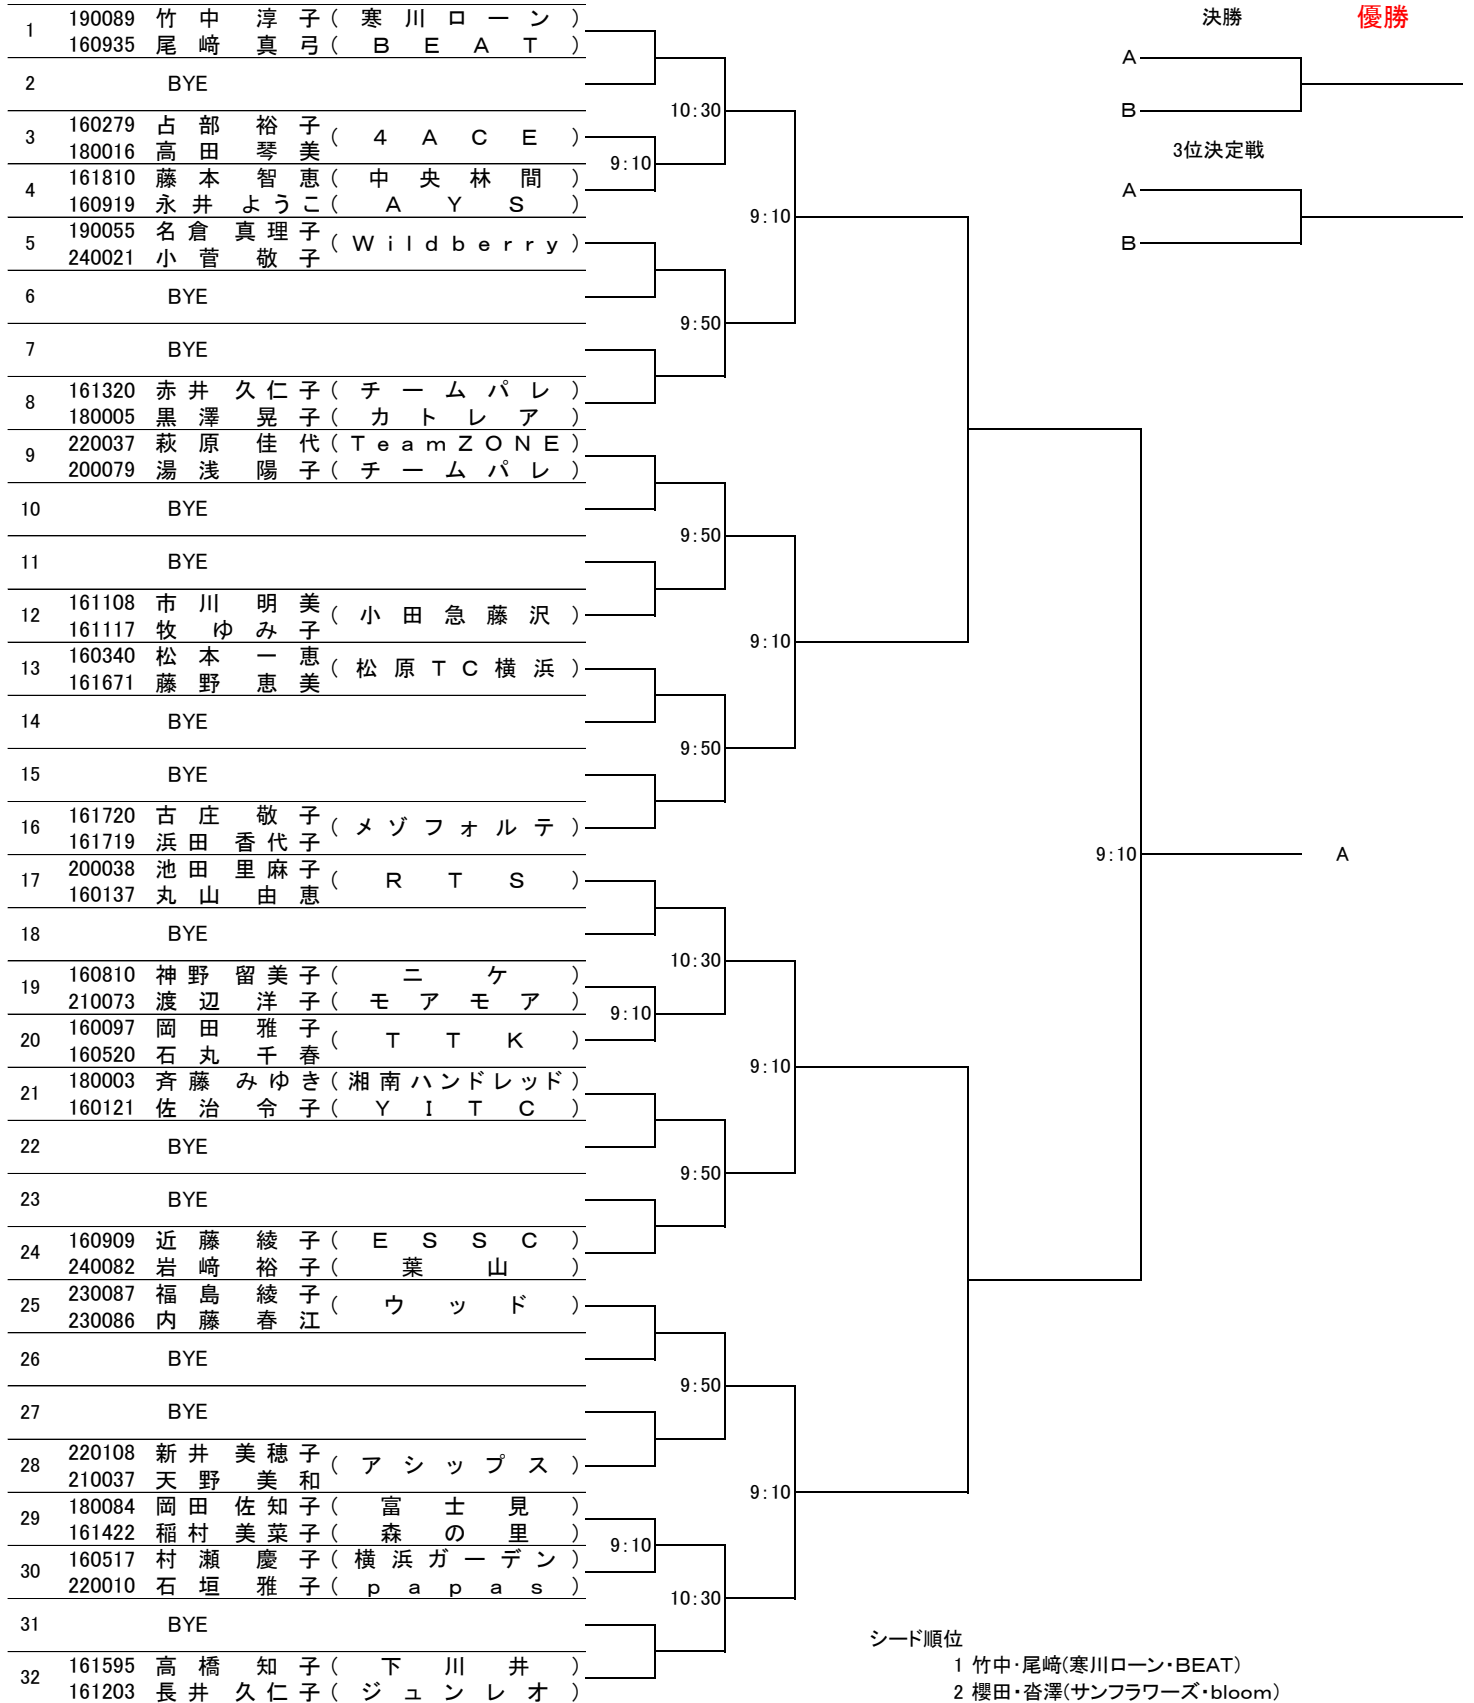 決勝 優勝
1 190089 竹中 淳子(寒川ローン)
160935 尾﨑 真弓(BEAT)
A
2 BYE
10:30
B
3 160279 占部 裕子(4ACE)
180016 高田 琴美
3位決定戦
9:10
4 161810 藤本 智恵(中央林間)
160919 永井 ようこ(AYS)
A
9:10
5 190055 名倉 真理子(Wildberry)
240021 小菅 敬子
B
6 BYE
9:50
7 BYE
8 161320 赤井 久仁子(チームパレ)
180005 黒澤 晃子(カトレア)
9 220037 萩原 佳代(TeamZONE)
200079 湯浅 陽子(チームパレ)
10 BYE
9:50
11 BYE
12 161108 市川 明美(小田急藤沢)
161117 牧 ゆみ子
9:10
13 160340 松本 一恵(松原TC横浜)
161671 藤野 恵美
14 BYE
9:50
15 BYE
16 161720 古庄 敬子(メゾフォルテ)
161719 浜田 香代子
9:10 A
17 200038 池田 里麻子(RTS)
160137 丸山 由恵
18 BYE
10:30
19 160810 神野 留美子(ニケ)
210073 渡辺 洋子(モアモア)
9:10
20 160097 岡田 雅子(TTK)
160520 石丸 千春
9:10
21 180003 斉藤 みゆき(湘南ハンドレッド)
160121 佐治 令子(YITC)
22 BYE
9:50
23 BYE
24 160909 近藤 綾子(ESSC)
240082 岩﨑 裕子(葉山)
25 230087 福島 綾子(ウッド)
230086 内藤 春江
26 BYE
9:50
27 BYE
28 220108 新井 美穂子(アシップス)
210037 天野 美和
9:10
29 180084 岡田 佐知子(富士見)
161422 稲村 美菜子(森の里)
9:10
30 160517 村瀬 慶子(横浜ガーデン)
220010 石垣 雅子(papas)
10:30
31 BYE
シード順位
32 161595 高橋 知子(下川井)
161203 長井 久仁子(ジュンレオ)
1 竹中・尾﨑(寒川ローン・BEAT)
2 櫻田・沓澤(サンフラワーズ・bloom)